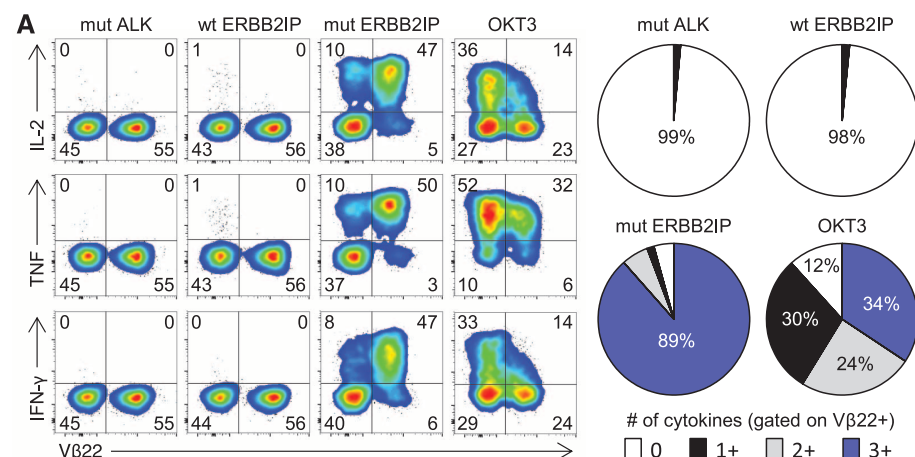 A
mut ALK wt ERBB2IP mut ERBB2IP OKT3 mut ALK wt ERBB2IP
0 0 1 0 10 47 36 14
IL-2
45 55 43 56 38 5 27 23
99% 98%
0 0 1 0 10 50 52 32
TNF
45 55 43 56 37 3 10 6
mut ERBB2IP OKT3
89% 12% 34% 30% 24%
0 0 0 0 8 47 33 14
IFN-γ
45 55 44 56 40 6 29 24
Vβ22
# of cytokines (gated on Vβ22+)
0 1+ 2+ 3+